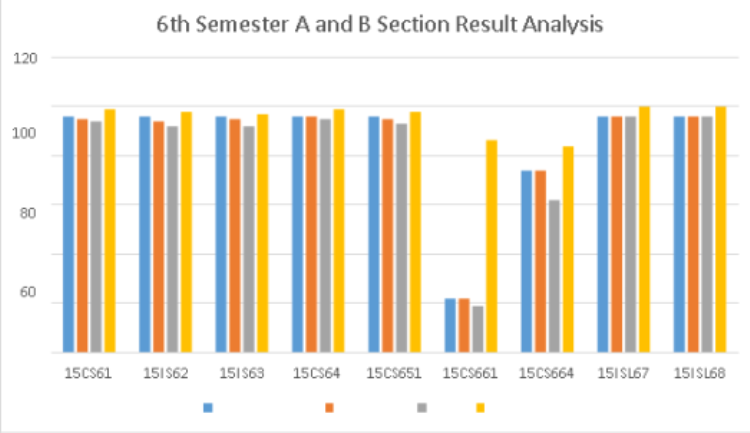 6th Semester A and B Section Result Analysis
120
100
80
60
15CS61 15IS62 15IS63 15CS64 15CS651 15CS661 15CS664 15ISL67 15ISL68